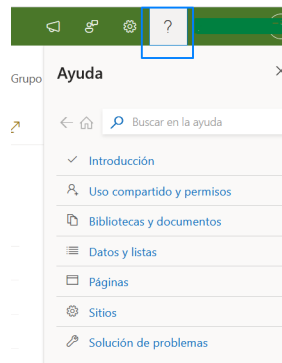 ?
Grupo
Ayuda
Buscar en la ayuda
Introducción
Uso compartido y permisos
Bibliotecas y documentos
Datos y listas
Páginas
Sitios
Solución de problemas